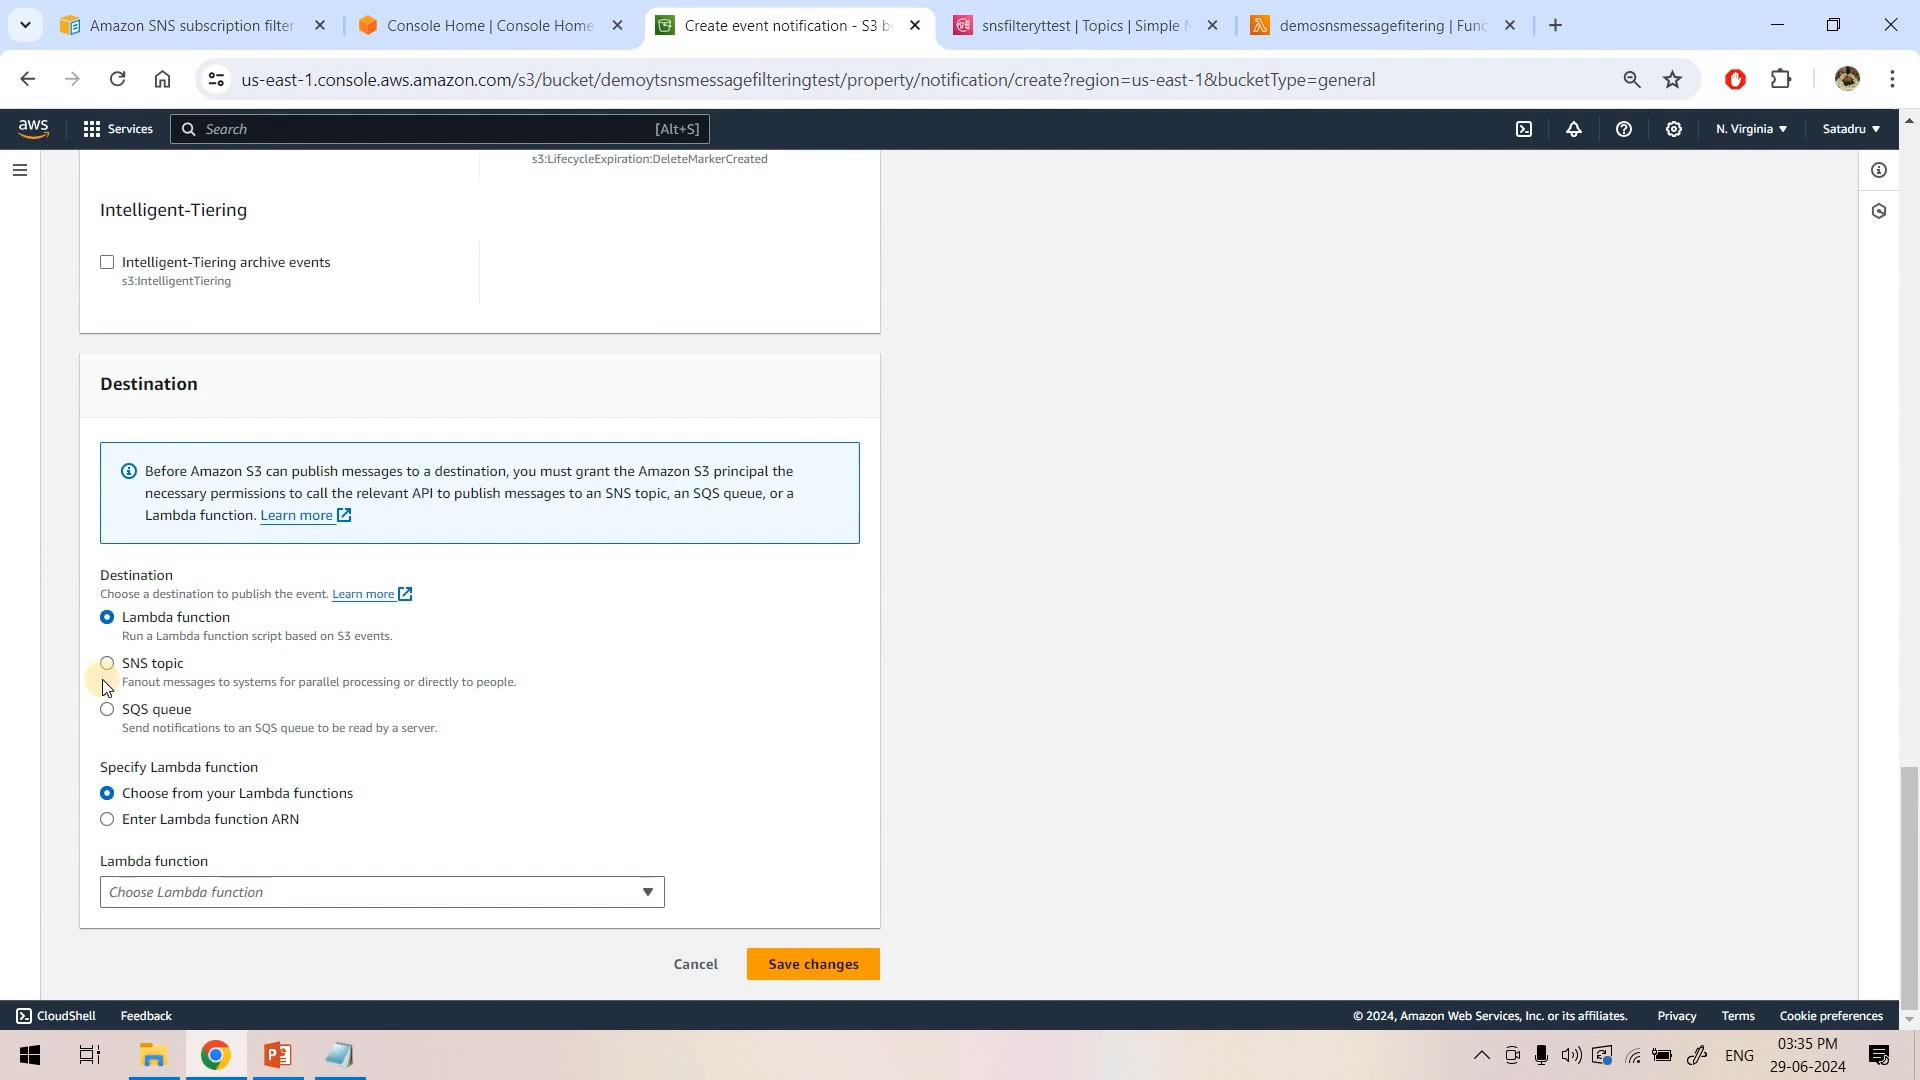 Amazon SNS subscription filter
Console Home | Console Home
Create event notification - S3 b
snsfilteryttest | Topics | Simple N
demosnsmessagefitering | Func
us-east-1.console.aws.amazon.com/s3/bucket/demoytsnsmessagefilteringtest/property/notification/create?region=us-east-1&bucketType=general
aws
Services
Search
[Alt+S]
N. Virginia
Satadru
s3:LifecycleExpiration:DeleteMarkerCreated
Intelligent-Tiering
Intelligent-Tiering archive events
s3:IntelligentTiering
Destination
Before Amazon S3 can publish messages to a destination, you must grant the Amazon S3 principal the
necessary permissions to call the relevant API to publish messages to an SNS topic, an SQS queue, or a
Lambda function. Learn more
Destination
Choose a destination to publish the event. Learn more
Lambda function
Run a Lambda function script based on S3 events.
SNS topic
Fanout messages to systems for parallel processing or directly to people.
SQS queue
Send notifications to an SQS queue to be read by a server.
Specify Lambda function
Choose from your Lambda functions
Enter Lambda function ARN
Lambda function
Choose Lambda function
Cancel
Save changes
CloudShell
Feedback
© 2024, Amazon Web Services, Inc. or its affiliates.
Privacy
Terms
Cookie preferences
ENG
03:35 PM
29-06-2024